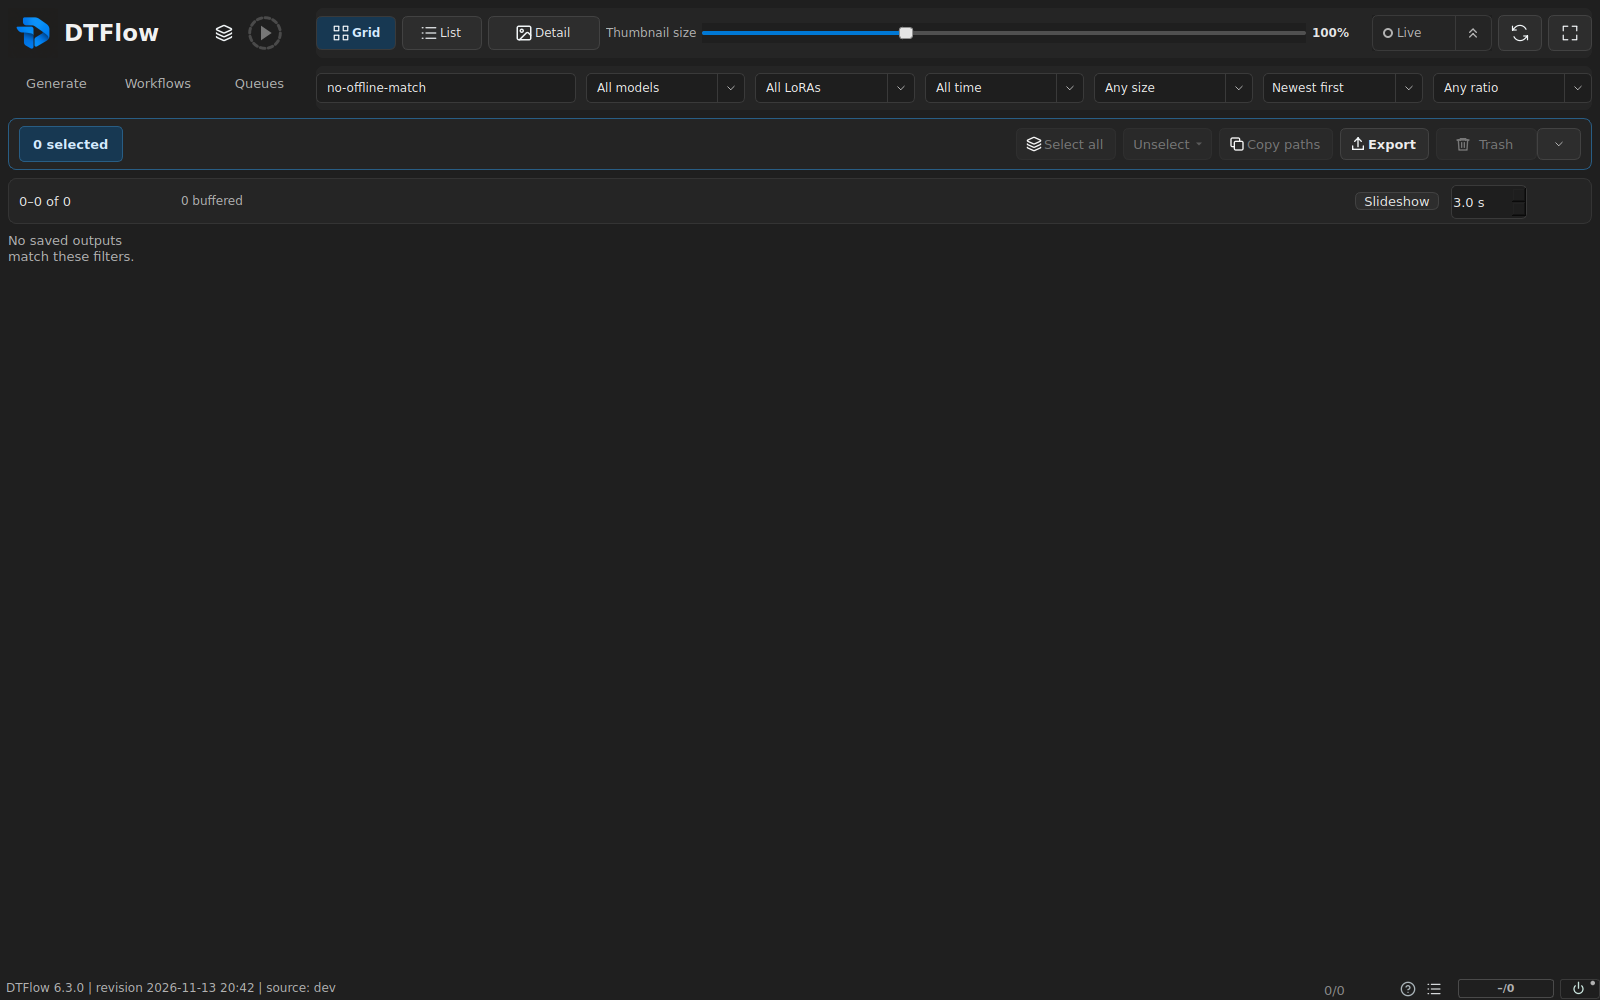 DTFlow
Grid
List
Detail
Thumbnail size
100%
Live
Generate
Workflows
Queues
no-offline-match
All models
All LoRAs
All time
Any size
Newest first
Any ratio
0 selected
Select all
Unselect
Copy paths
Export
Trash
0–0 of 0
0 buffered
Slideshow
3.0 s
No saved outputs
match these filters.
DTFlow 6.3.0 | revision 2026-11-13 20:42 | source: dev
0/0
–/0